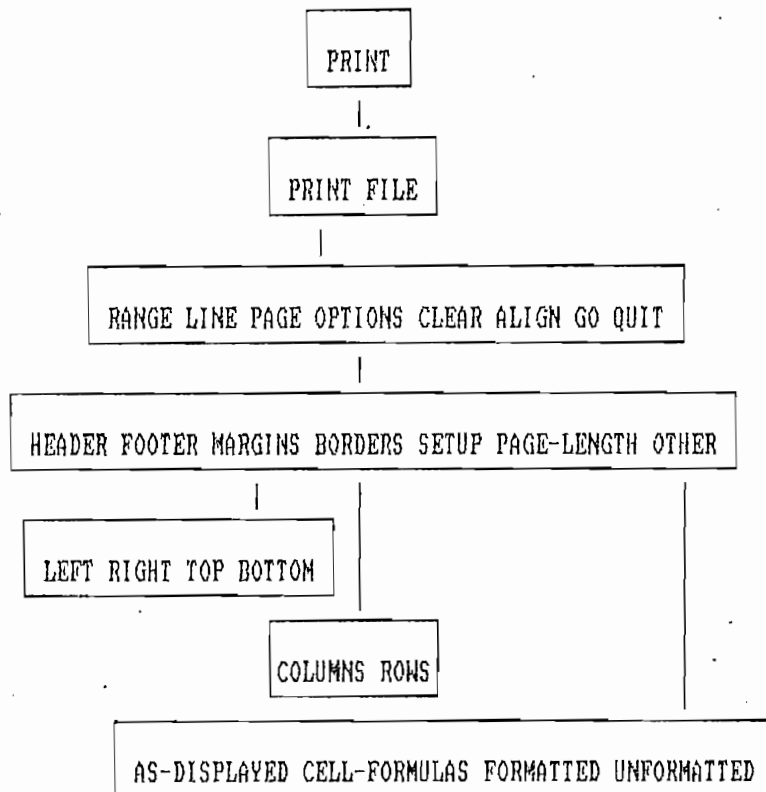 PRINT
PRINT FILE
RANGE LINE PAGE OPTIONS CLEAR ALIGN GO QUIT
HEADER FOOTER MARGINS BORDERS SETUP PAGE-LENGTH OTHER
LEFT RIGHT TOP BOTTOM
COLUMNS ROWS
AS-DISPLAYED CELL-FORMULAS FORMATTED UNFORMATTED